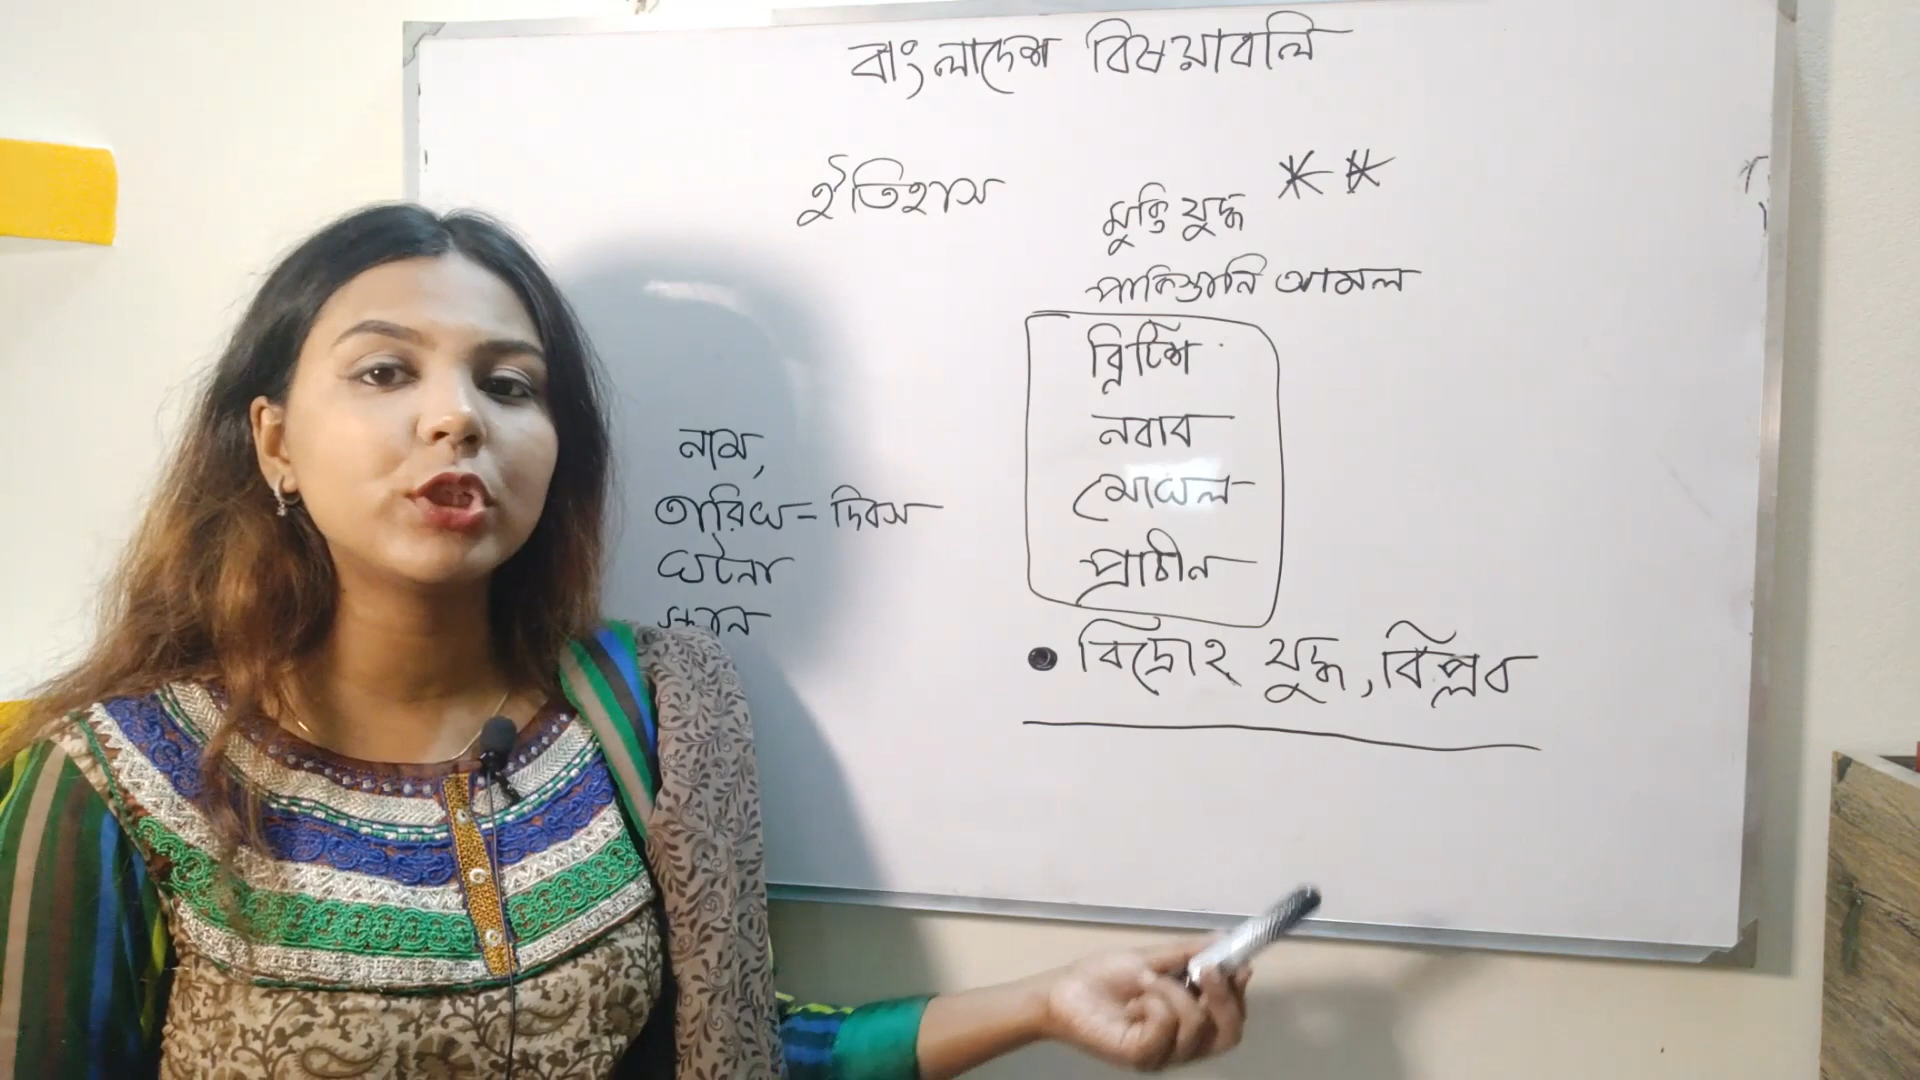 বাংলাদেশ বিষয়াবলি
ইতিহাস
মুক্তি যুদ্ধ **
পাকিস্তানি আমল
ব্রিটিশ
নবাব
মোঘল
প্রাচীন
• বিদ্রোহ যুদ্ধ, বিপ্লব
নাম,
তারিখ = দিবস
ঘটনা
স্থান